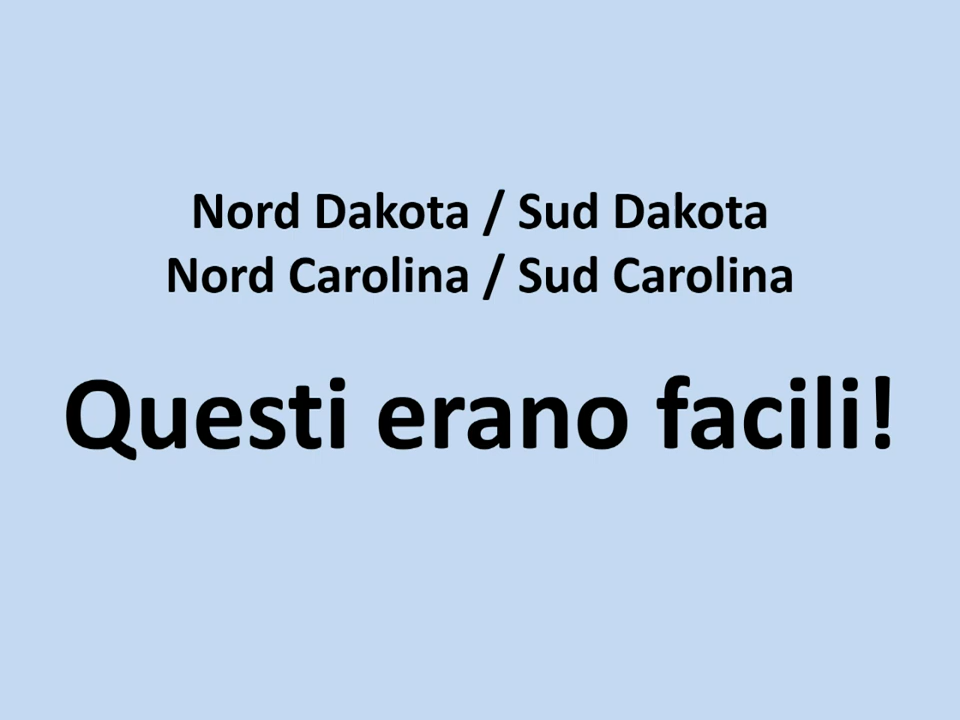 Nord Dakota / Sud Dakota
Nord Carolina / Sud Carolina
Questi erano facili!